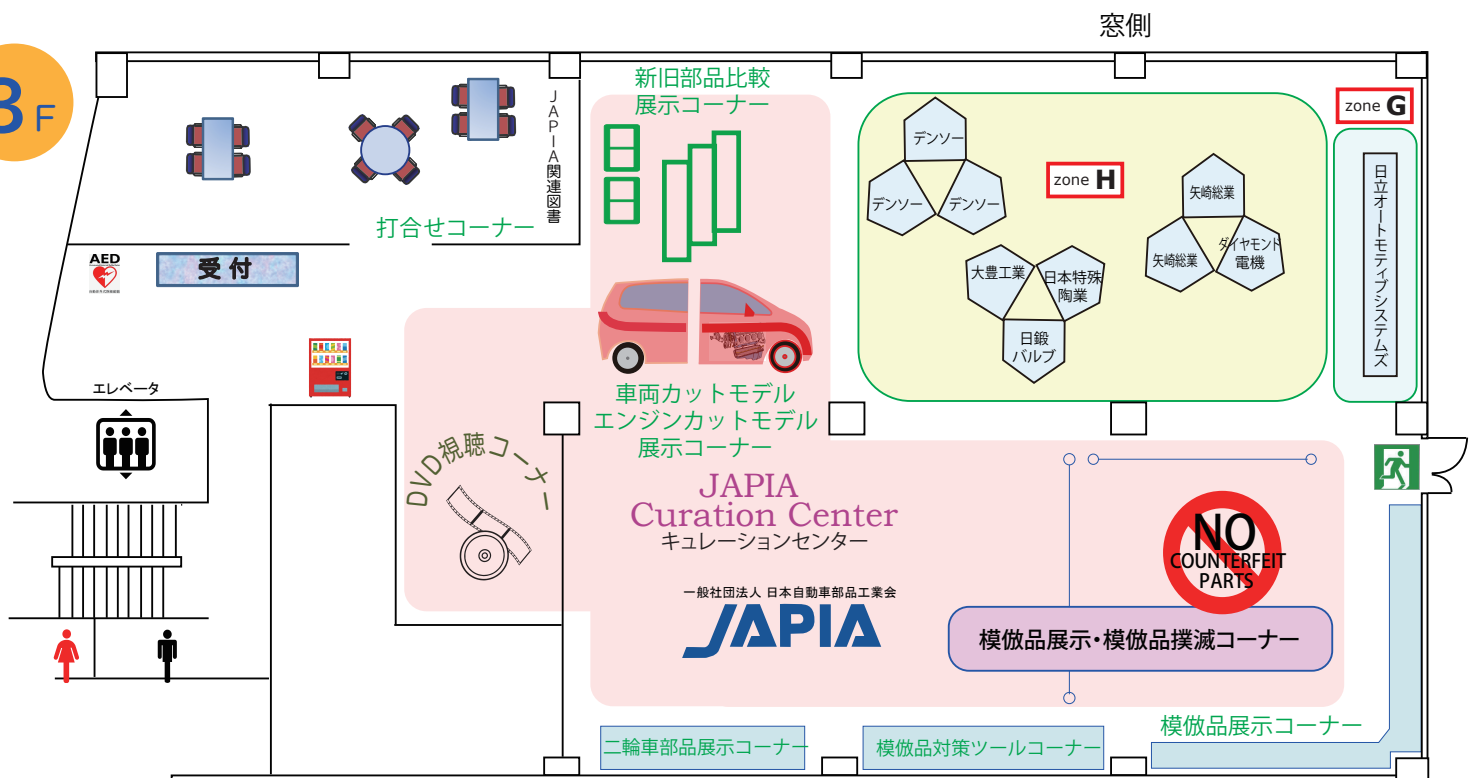 窓側
3F
新旧部品比較
展示コーナー
JAPIA関連図書
打合せコーナー
AED
受付
エレベータ
zone G
日立オートモティブシステムズ
zone H
デンソー
デンソー
デンソー
矢崎総業
矢崎総業
ダイヤモンド
電機
大豊工業
日本特殊
陶業
日鍛
バルブ
車両カットモデル
エンジンカットモデル
展示コーナー
DVD視聴コーナー
JAPIA
Curation Center
キュレーションセンター
一般社団法人 日本自動車部品工業会
JAPIA
NO
COUNTERFEIT
PARTS
模倣品展示・模倣品撲滅コーナー
二輪車部品展示コーナー
模倣品対策ツールコーナー
模倣品展示コーナー